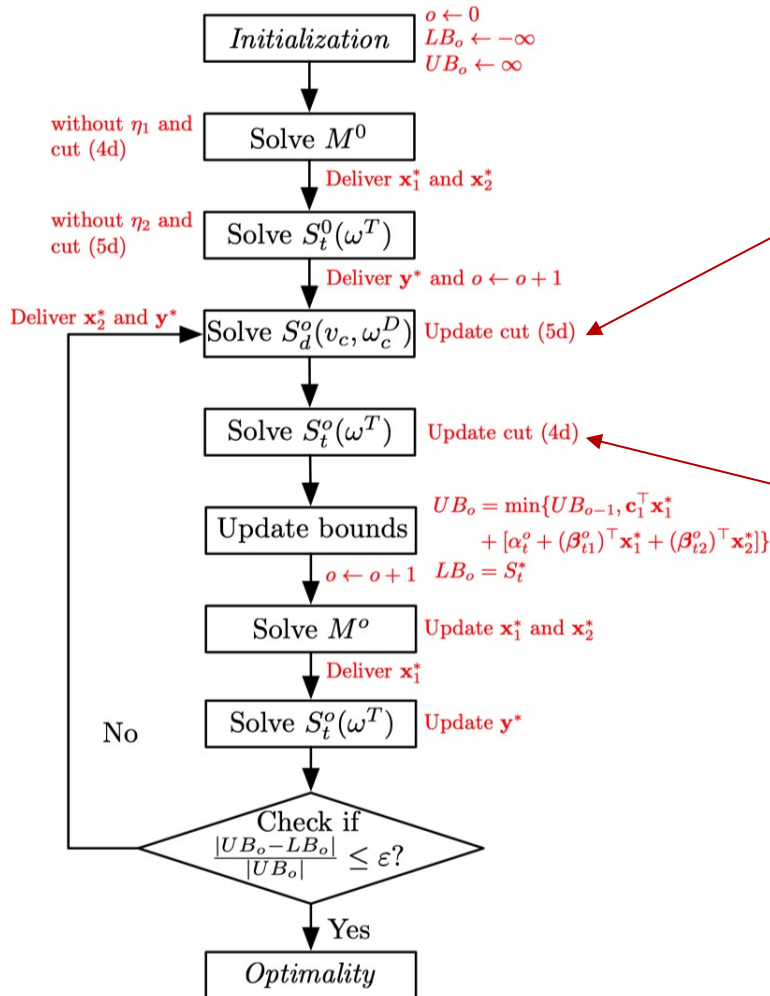 Initialization
o ← 0
LB_o ← −∞
UB_o ← ∞
without η_1 and
cut (4d)
Solve M^0
Deliver x_1^* and x_2^*
without η_2 and
cut (5d)
Solve S_t^0(ω^T)
Deliver y^* and o ← o + 1
Deliver x_2^* and y^*
Solve S_d^o(v_c, ω_c^D)
Update cut (5d)
Solve S_t^o(ω^T)
Update cut (4d)
Update bounds
UB_o = min{UB_{o−1}, c_1^⊤ x_1^*
+ [α_t^o + (β_{t1}^o)^⊤ x_1^* + (β_{t2}^o)^⊤ x_2^*]}
o ← o + 1
LB_o = S_t^*
Solve M^o
Update x_1^* and x_2^*
Deliver x_1^*
Solve S_t^o(ω^T)
Update y^*
No
Check if
|UB_o−LB_o| / |UB_o| ≤ ε?
Yes
Optimality